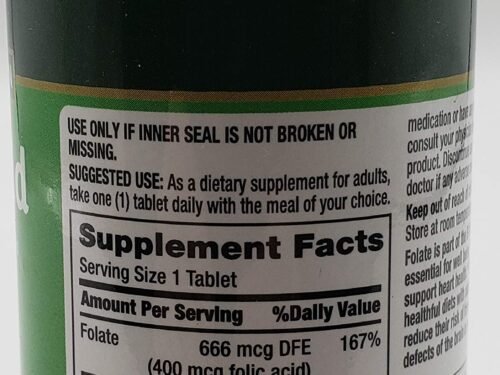 USE ONLY IF INNER SEAL IS NOT BROKEN OR
MISSING.
SUGGESTED USE: As a dietary supplement for adults,
take one (1) tablet daily with the meal of your choice.
Supplement Facts
Serving Size 1 Tablet
Amount Per Serving %Daily Value
Folate 666 mcg DFE 167%
(400 mcg folic acid)
d
medication or have
consult your
product.
doctor if any
Keep out of reach of
Store at room
Folate is part of the
essential for well
support heart
healthful diets with
reduce their risk of
defects of the